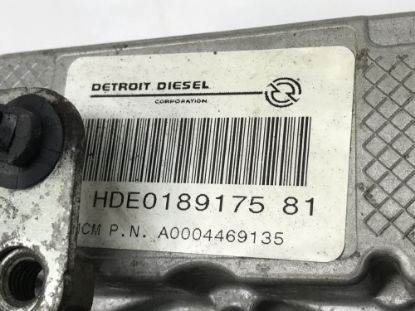 DETROIT DIESEL
CORPORATION
HDE0189175 81
CM P.N. A0004469135